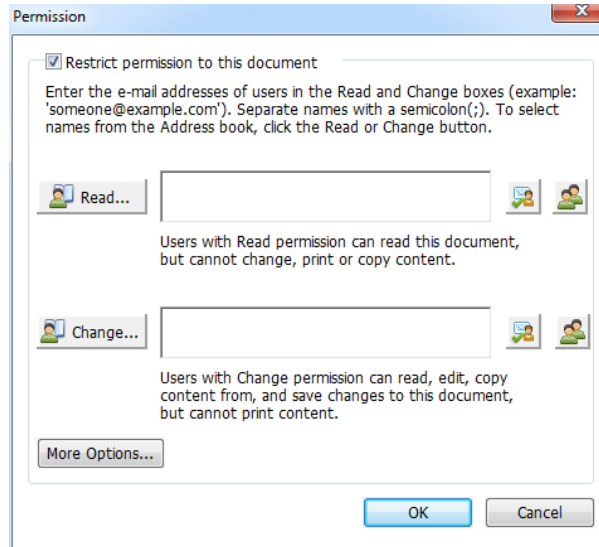 Permission
Restrict permission to this document
Enter the e-mail addresses of users in the Read and Change boxes (example:
'someone@example.com'). Separate names with a semicolon(;). To select
names from the Address book, click the Read or Change button.
Read...
Users with Read permission can read this document,
but cannot change, print or copy content.
Change...
Users with Change permission can read, edit, copy
content from, and save changes to this document,
but cannot print content.
More Options...
OK Cancel